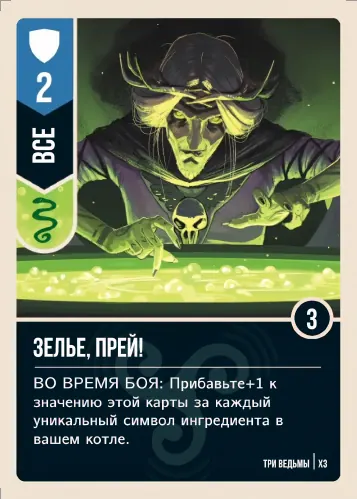 2
ВСЕ
3
ЗЕЛЬЕ, ПРЕЙ!
ВО ВРЕМЯ БОЯ: Прибавьте+1 к
значению этой карты за каждый
уникальный символ ингредиента в
вашем котле.
ТРИ ВЕДЬМЫ | X3